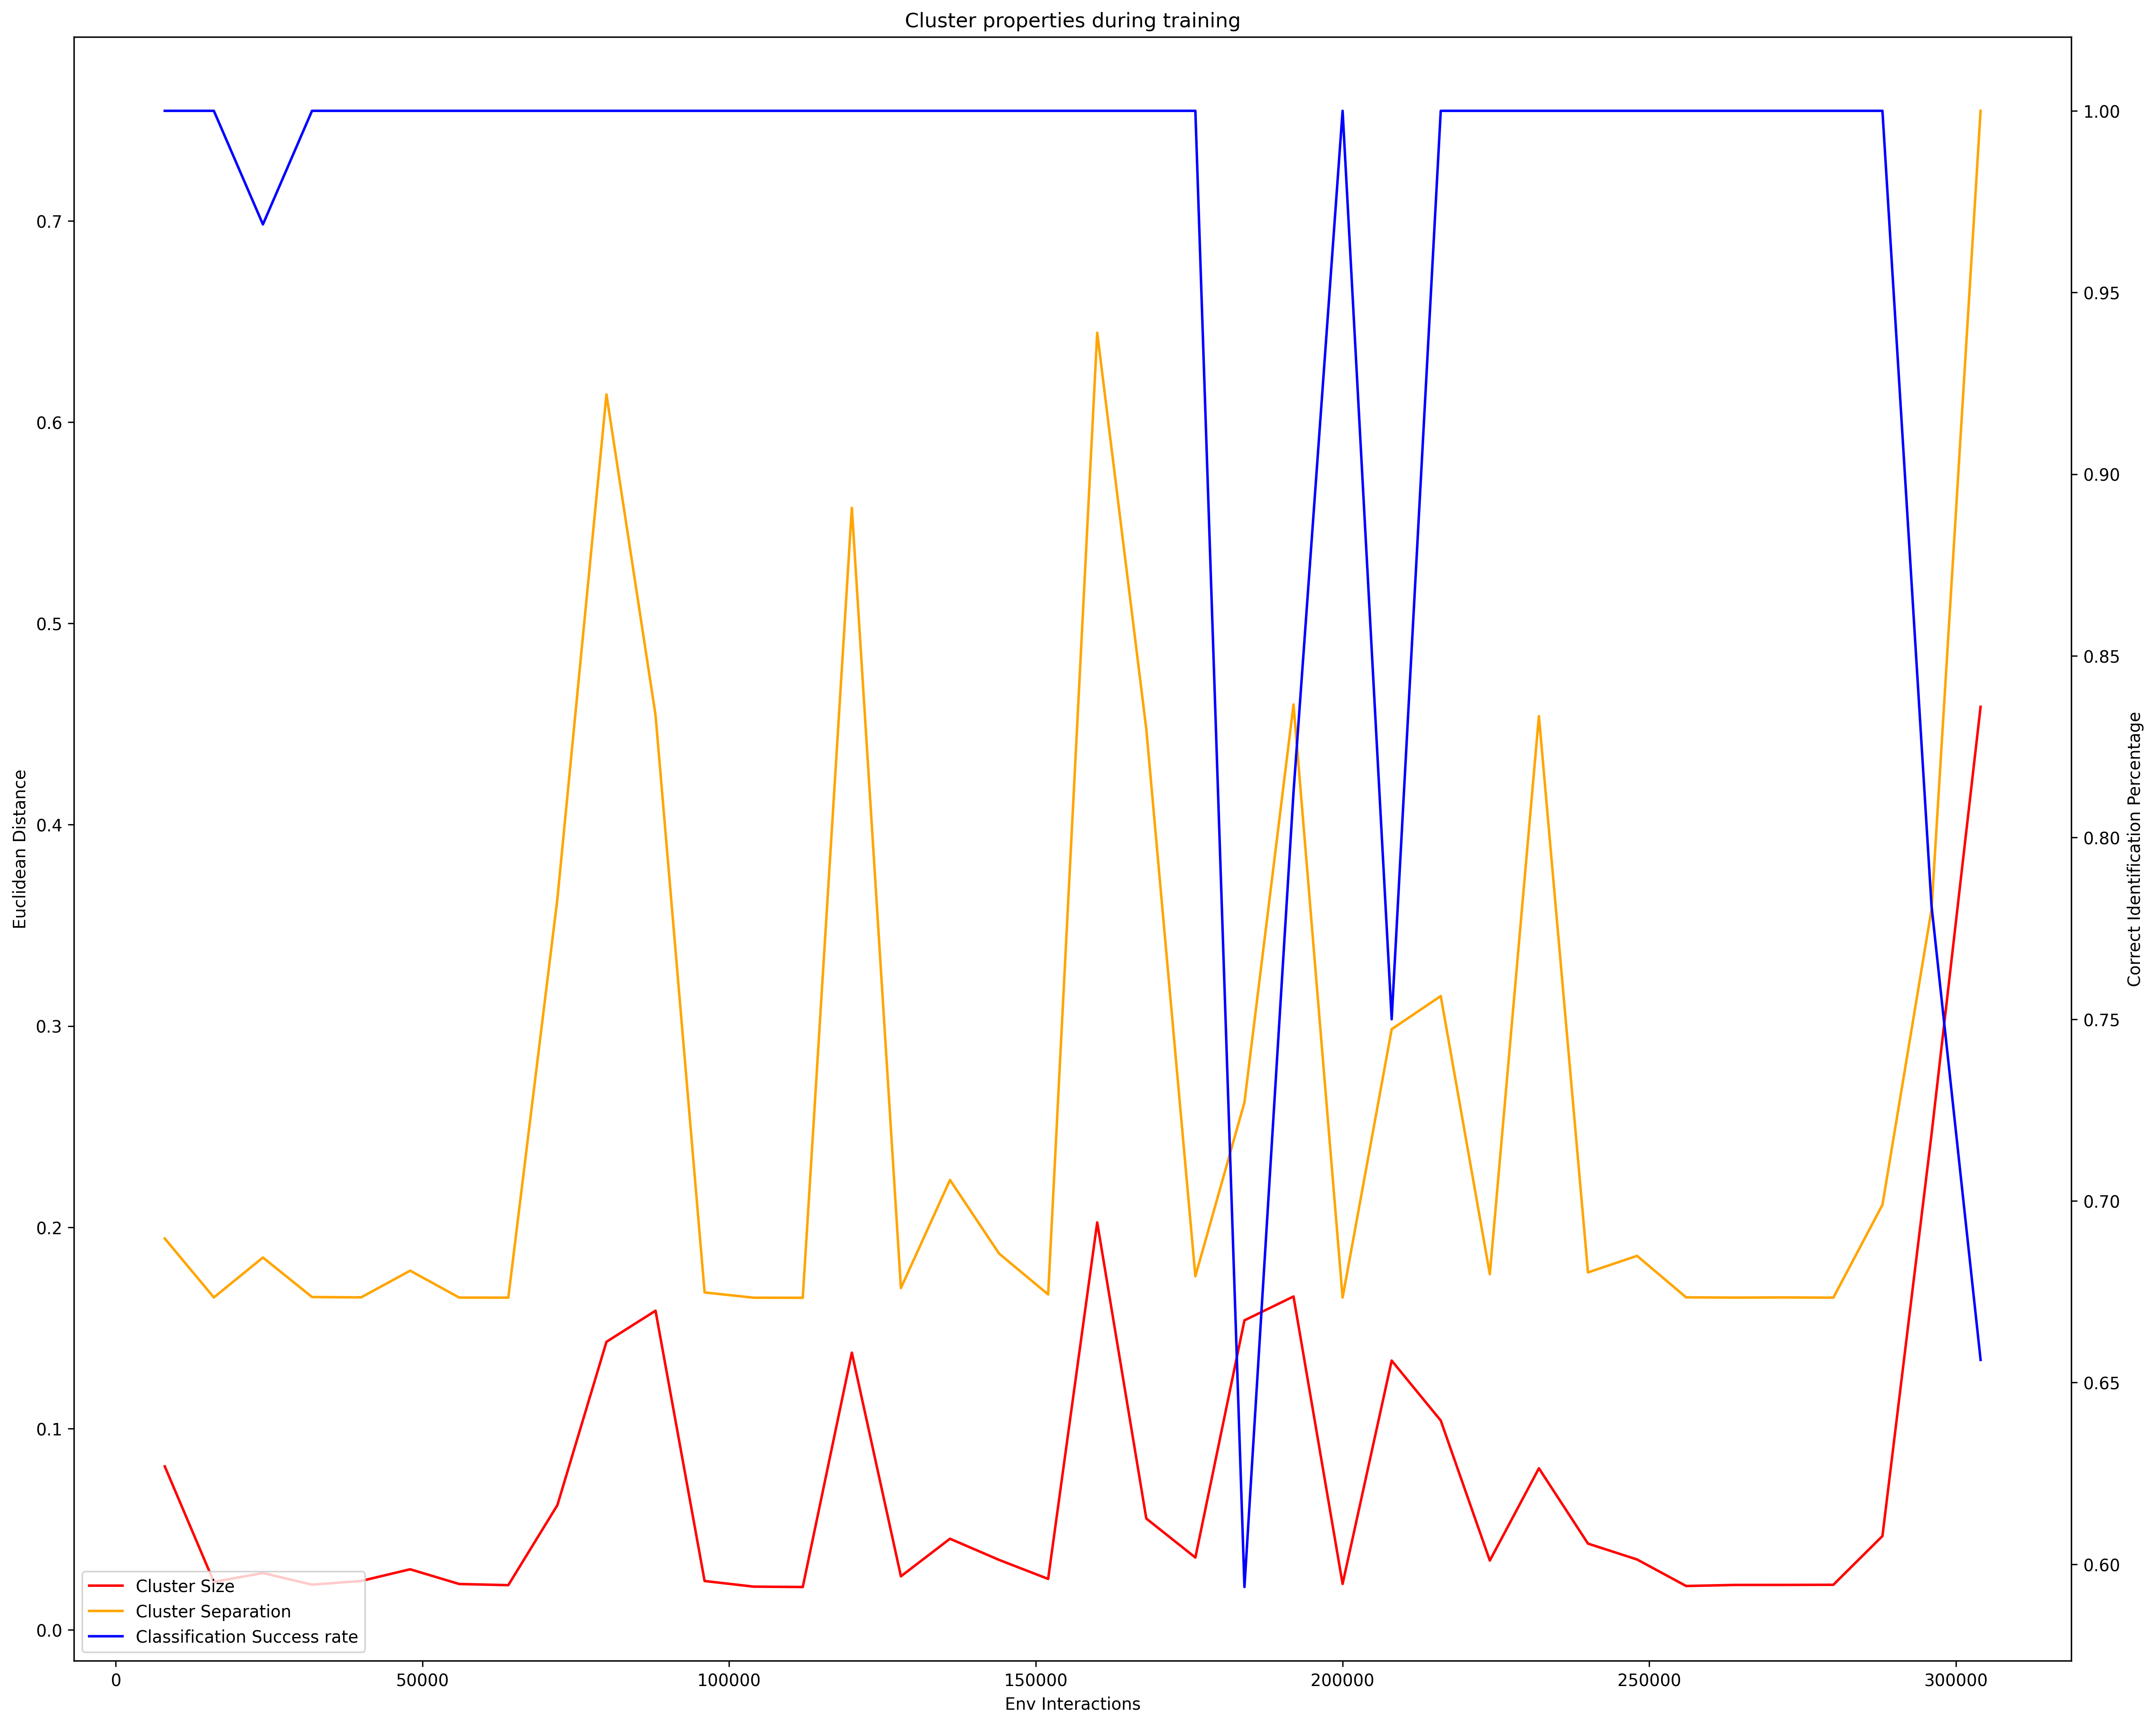 Cluster properties during training
0.7
0.6
0.5
0.4
0.3
0.2
0.1
0.0
Euclidean Distance
1.00
0.95
0.90
0.85
0.80
0.75
0.70
0.65
0.60
Correct Identification Percentage
Cluster Size
Cluster Separation
Classification Success rate
0 50000 100000 150000 200000 250000 300000
Env Interactions